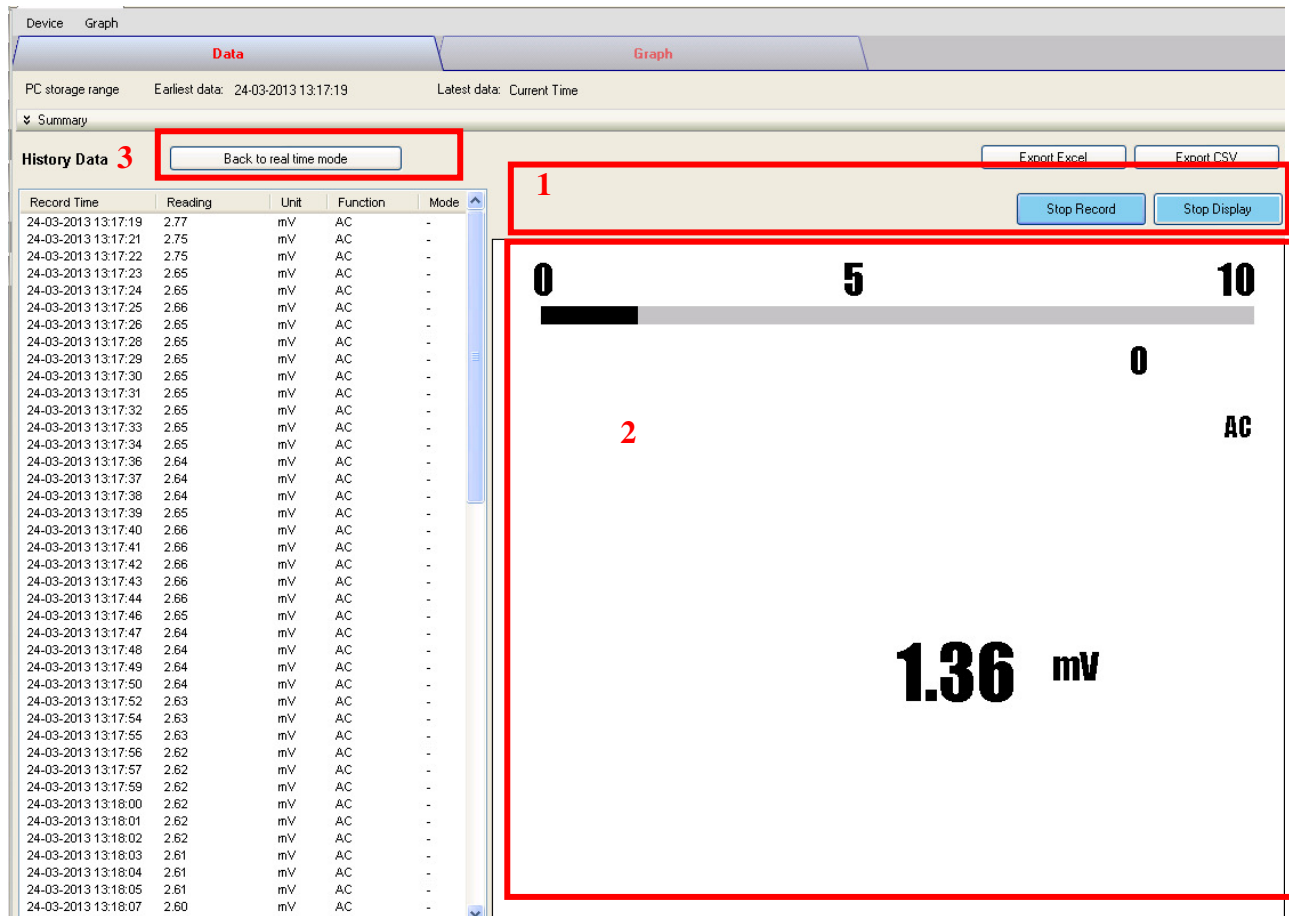 Device Graph
Data Graph
PC storage range Earliest data: 24-03-2013 13:17:19 Latest data: Current Time
Summary
History Data 3 Back to real time mode Export Excel Export CSV
1
Stop Record Stop Display
Record Time Reading Unit Function Mode
24-03-2013 13:17:19 2.77 mV AC -
24-03-2013 13:17:21 2.75 mV AC -
24-03-2013 13:17:22 2.75 mV AC -
24-03-2013 13:17:23 2.65 mV AC -
24-03-2013 13:17:24 2.65 mV AC -
24-03-2013 13:17:25 2.66 mV AC -
24-03-2013 13:17:26 2.65 mV AC -
24-03-2013 13:17:28 2.65 mV AC -
24-03-2013 13:17:29 2.65 mV AC -
24-03-2013 13:17:30 2.65 mV AC -
24-03-2013 13:17:31 2.65 mV AC -
24-03-2013 13:17:32 2.65 mV AC -
24-03-2013 13:17:33 2.65 mV AC -
24-03-2013 13:17:34 2.65 mV AC -
24-03-2013 13:17:36 2.64 mV AC -
24-03-2013 13:17:37 2.64 mV AC -
24-03-2013 13:17:38 2.64 mV AC -
24-03-2013 13:17:39 2.65 mV AC -
24-03-2013 13:17:40 2.66 mV AC -
24-03-2013 13:17:41 2.66 mV AC -
24-03-2013 13:17:42 2.66 mV AC -
24-03-2013 13:17:43 2.66 mV AC -
24-03-2013 13:17:44 2.66 mV AC -
24-03-2013 13:17:46 2.65 mV AC -
24-03-2013 13:17:47 2.64 mV AC -
24-03-2013 13:17:48 2.64 mV AC -
24-03-2013 13:17:49 2.64 mV AC -
24-03-2013 13:17:50 2.64 mV AC -
24-03-2013 13:17:52 2.63 mV AC -
24-03-2013 13:17:54 2.63 mV AC -
24-03-2013 13:17:55 2.63 mV AC -
24-03-2013 13:17:56 2.62 mV AC -
24-03-2013 13:17:57 2.62 mV AC -
24-03-2013 13:17:59 2.62 mV AC -
24-03-2013 13:18:00 2.62 mV AC -
24-03-2013 13:18:01 2.62 mV AC -
24-03-2013 13:18:02 2.62 mV AC -
24-03-2013 13:18:03 2.61 mV AC -
24-03-2013 13:18:04 2.61 mV AC -
24-03-2013 13:18:05 2.61 mV AC -
24-03-2013 13:18:07 2.60 mV AC -
0 5 10
0
AC
2
1.36 mV